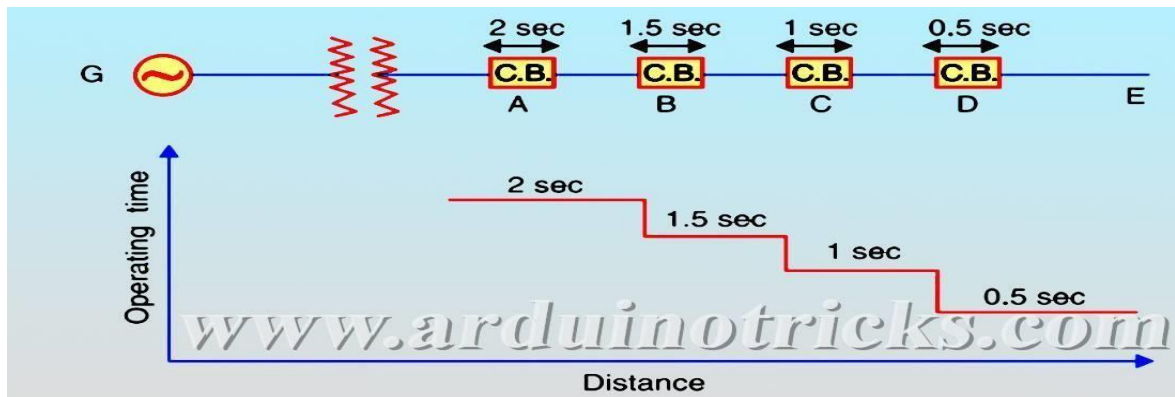 2 sec 1.5 sec 1 sec 0.5 sec
G C.B. C.B. C.B. C.B.
A B C D E
Operating time
2 sec
1.5 sec
1 sec
0.5 sec
www.arduinotricks.com
Distance